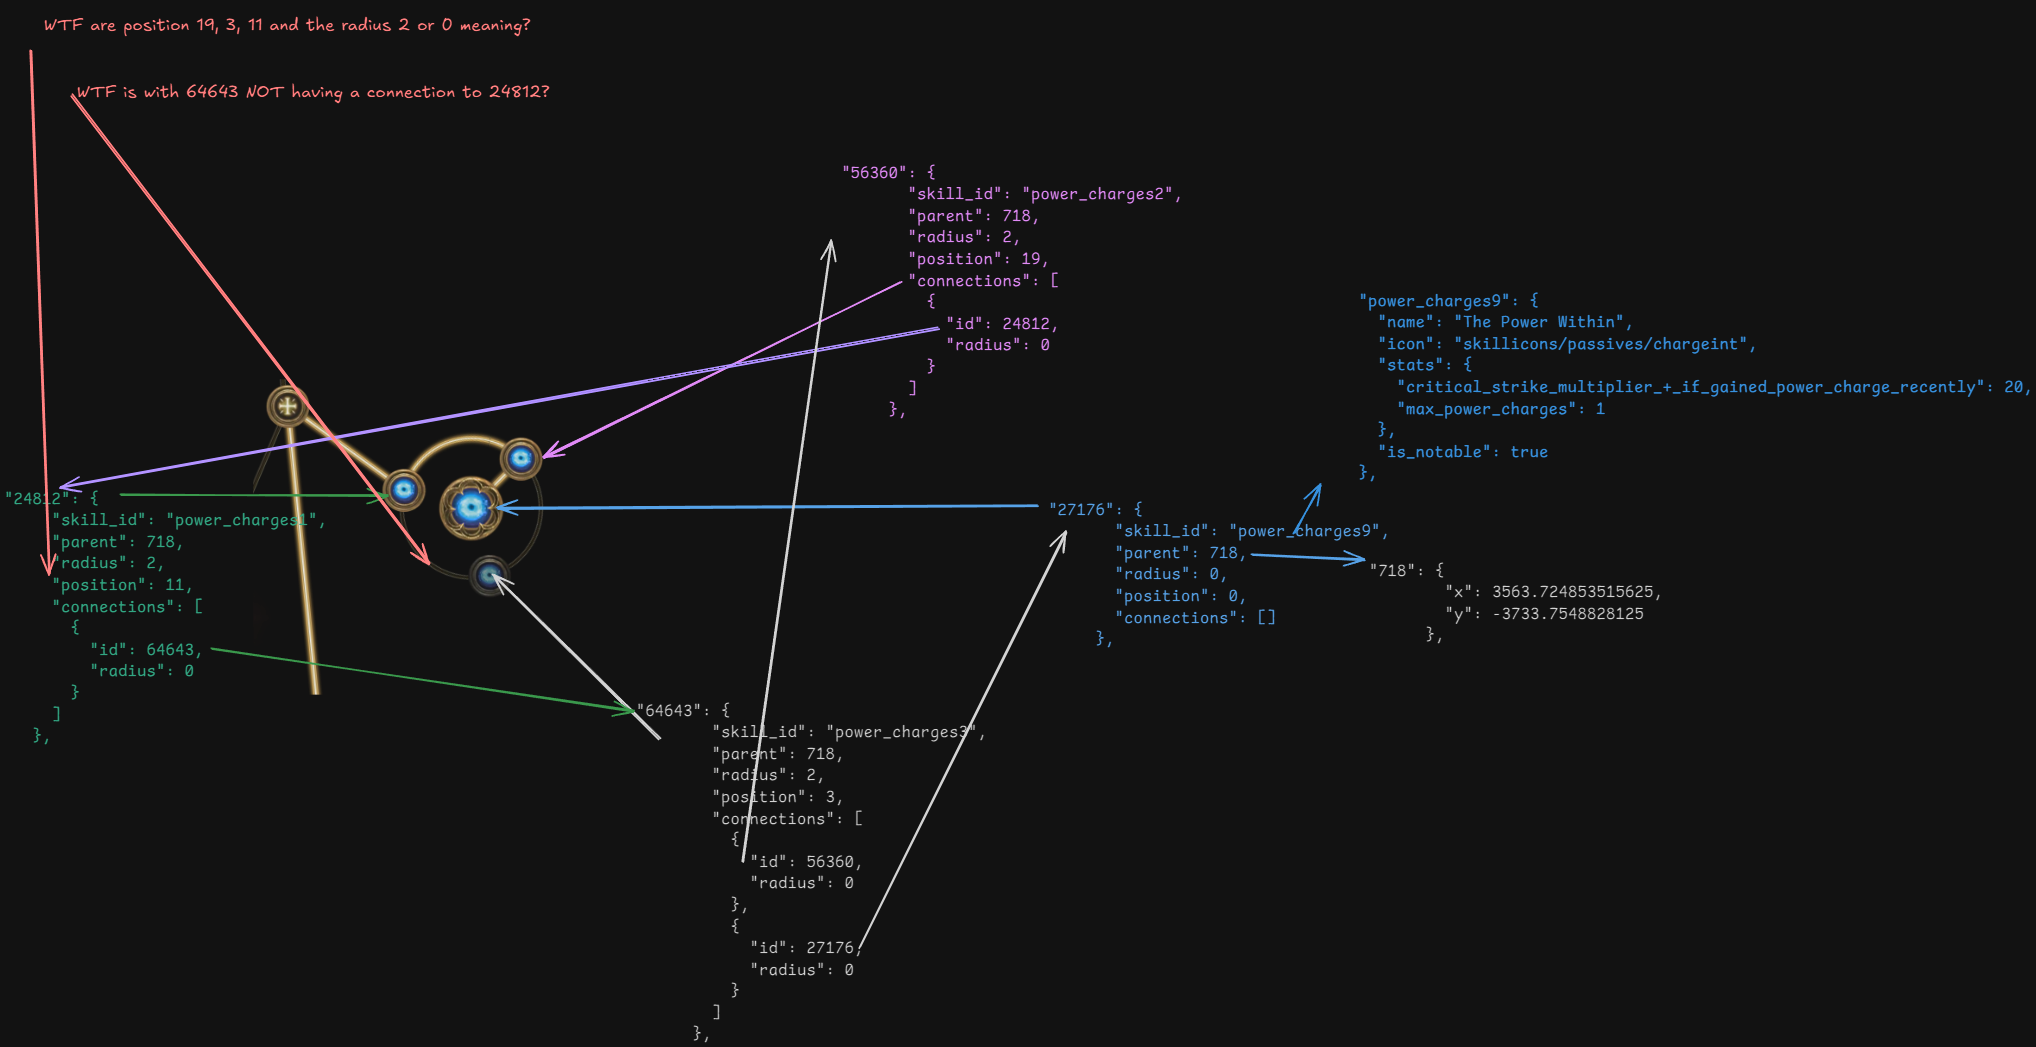 WTF are position 19, 3, 11 and the radius 2 or 0 meaning?
WTF is with 64643 NOT having a connection to 24812?
"56360": {
"skill_id": "power_charges2",
"parent": 718,
"radius": 2,
"position": 19,
"connections": [
{
"id": 24812,
"radius": 0
}
]
},
"power_charges9": {
"name": "The Power Within",
"icon": "skillicons/passives/chargeint",
"stats": {
"critical_strike_multiplier_+_if_gained_power_charge_recently": 20,
"max_power_charges": 1
},
"is_notable": true
},
"24812": {
"skill_id": "power_charges1",
"parent": 718,
"radius": 2,
"position": 11,
"connections": [
{
"id": 64643,
"radius": 0
}
]
},
"27176": {
"skill_id": "power_charges9",
"parent": 718,
"radius": 0,
"position": 0,
"connections": []
},
"718": {
"x": 3563.724853515625,
"y": -3733.7548828125
},
"64643": {
"skill_id": "power_charges3",
"parent": 718,
"radius": 2,
"position": 3,
"connections": [
{
"id": 56360,
"radius": 0
},
{
"id": 27176,
"radius": 0
}
]
},